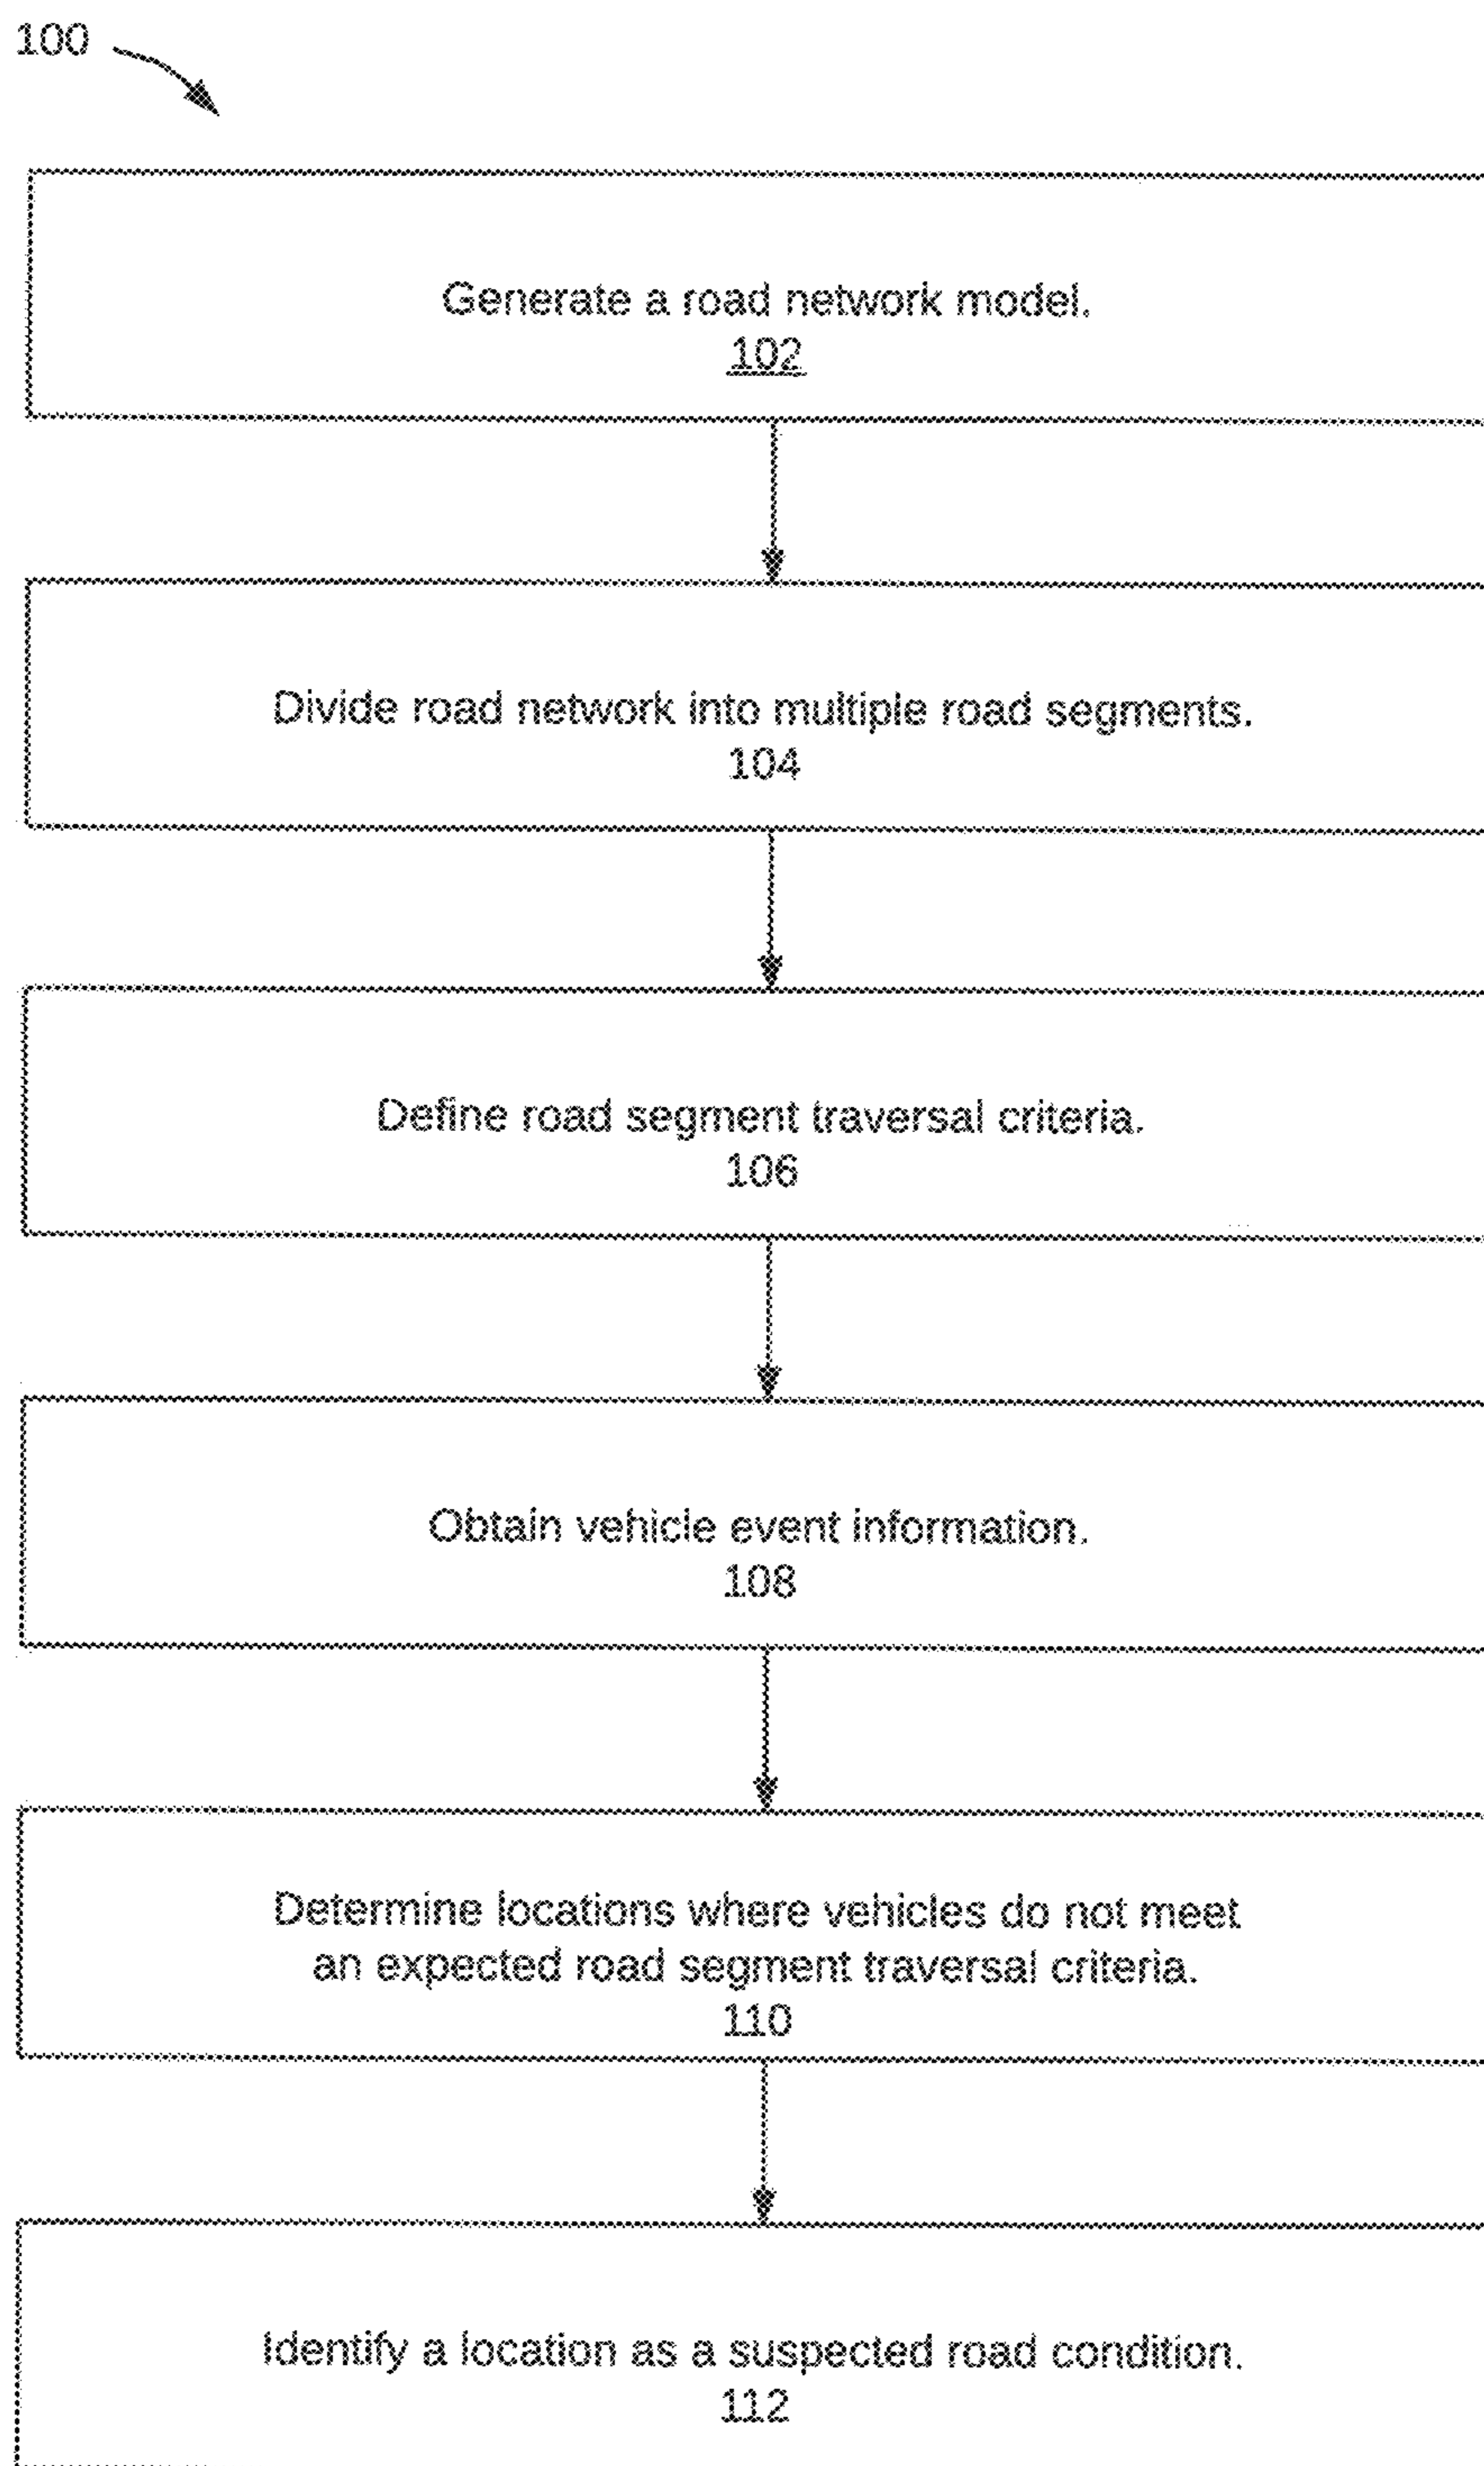 100
Generate a road network model.
102
Divide road network into multiple road segments.
104
Define road segment traversal criteria.
106
Obtain vehicle event information.
108
Determine locations where vehicles do not meet
an expected road segment traversal criteria.
110
Identify a location as a suspected road condition.
112